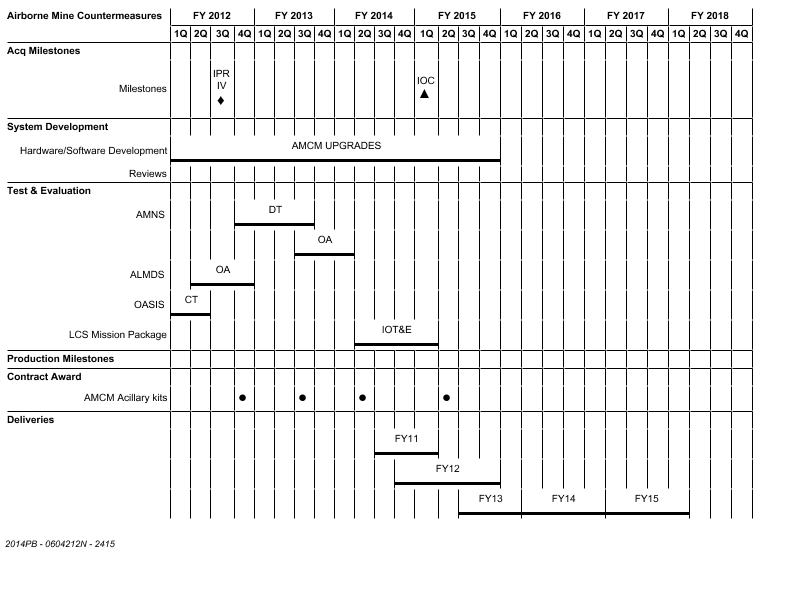 Airborne Mine Countermeasures FY 2012 FY 2013 FY 2014 FY 2015 FY 2016 FY 2017 FY 2018
1Q 2Q 3Q 4Q 1Q 2Q 3Q 4Q 1Q 2Q 3Q 4Q 1Q 2Q 3Q 4Q 1Q 2Q 3Q 4Q 1Q 2Q 3Q 4Q 1Q 2Q 3Q 4Q
Acq Milestones
IPR
IV
IOC
Milestones
System Development
AMCM UPGRADES
Hardware/Software Development
Reviews
Test & Evaluation
DT
AMNS
OA
OA
ALMDS
CT
OASIS
IOT&E
LCS Mission Package
Production Milestones
Contract Award
AMCM Acillary kits
Deliveries
FY11
FY12
FY13 FY14 FY15
2014PB - 0604212N - 2415